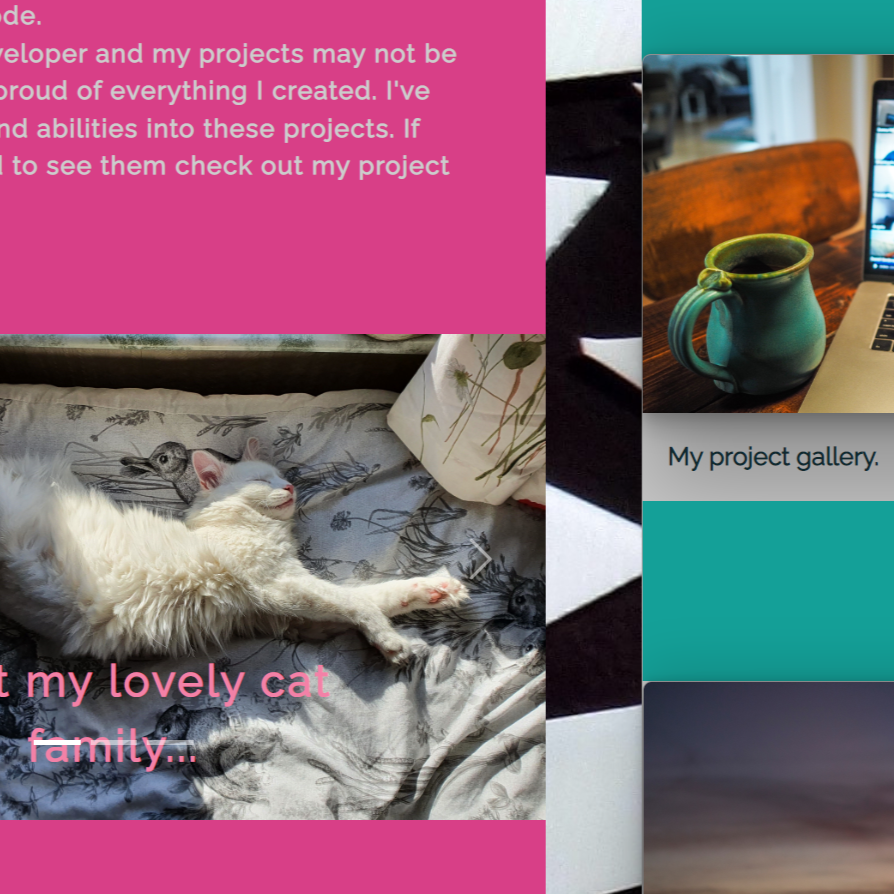 ode.
veloper and my projects may not be
proud of everything I created. I've
nd abilities into these projects. If
d to see them check out my project
My project gallery.
t my lovely cat
family...